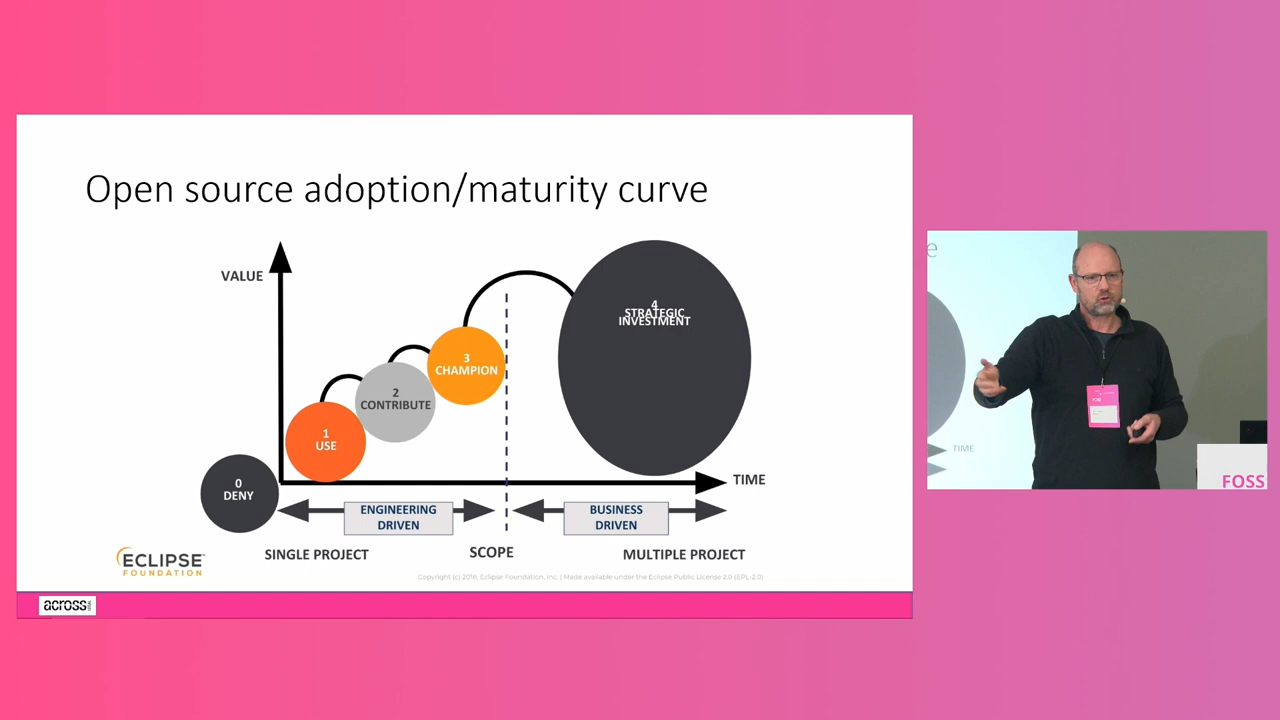 Open source adoption/maturity curve
VALUE
4
STRATEGIC
INVESTMENT
3
CHAMPION
2
CONTRIBUTE
1
USE
0
DENY
TIME
ENGINEERING
DRIVEN
BUSINESS
DRIVEN
SINGLE PROJECT
SCOPE
MULTIPLE PROJECT
ECLIPSE
FOUNDATION
Copyright (c) 2016, Eclipse Foundation, Inc. | Made available under the Eclipse Public License 2.0 (EPL-2.0)
across
e
TIME
FOSS